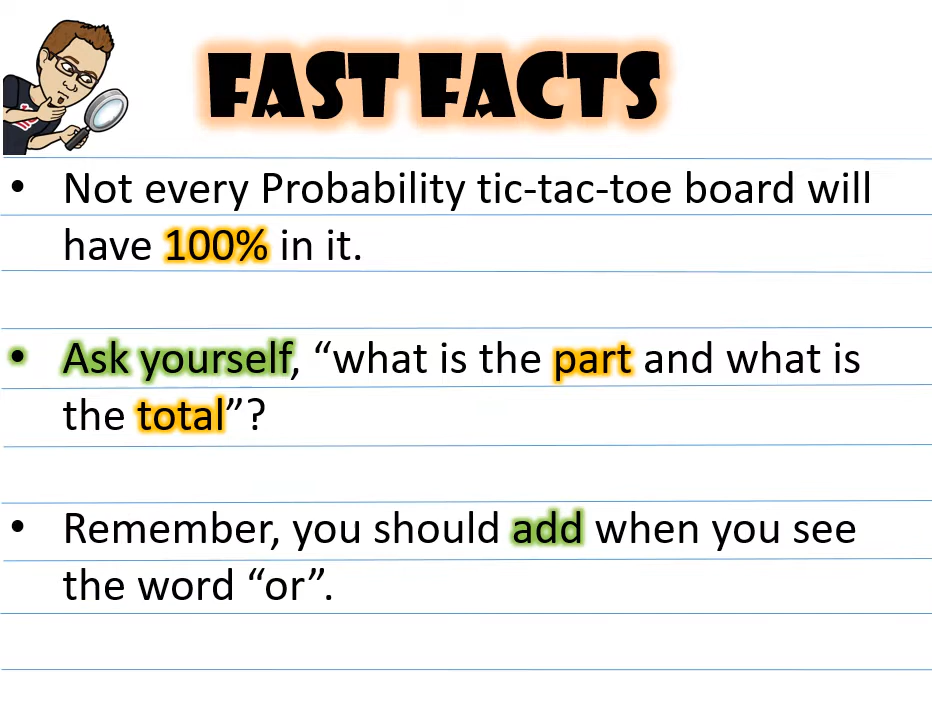 FAST FACTS
• Not every Probability tic-tac-toe board will
have 100% in it.
• Ask yourself, “what is the part and what is
the total”?
• Remember, you should add when you see
the word “or”.